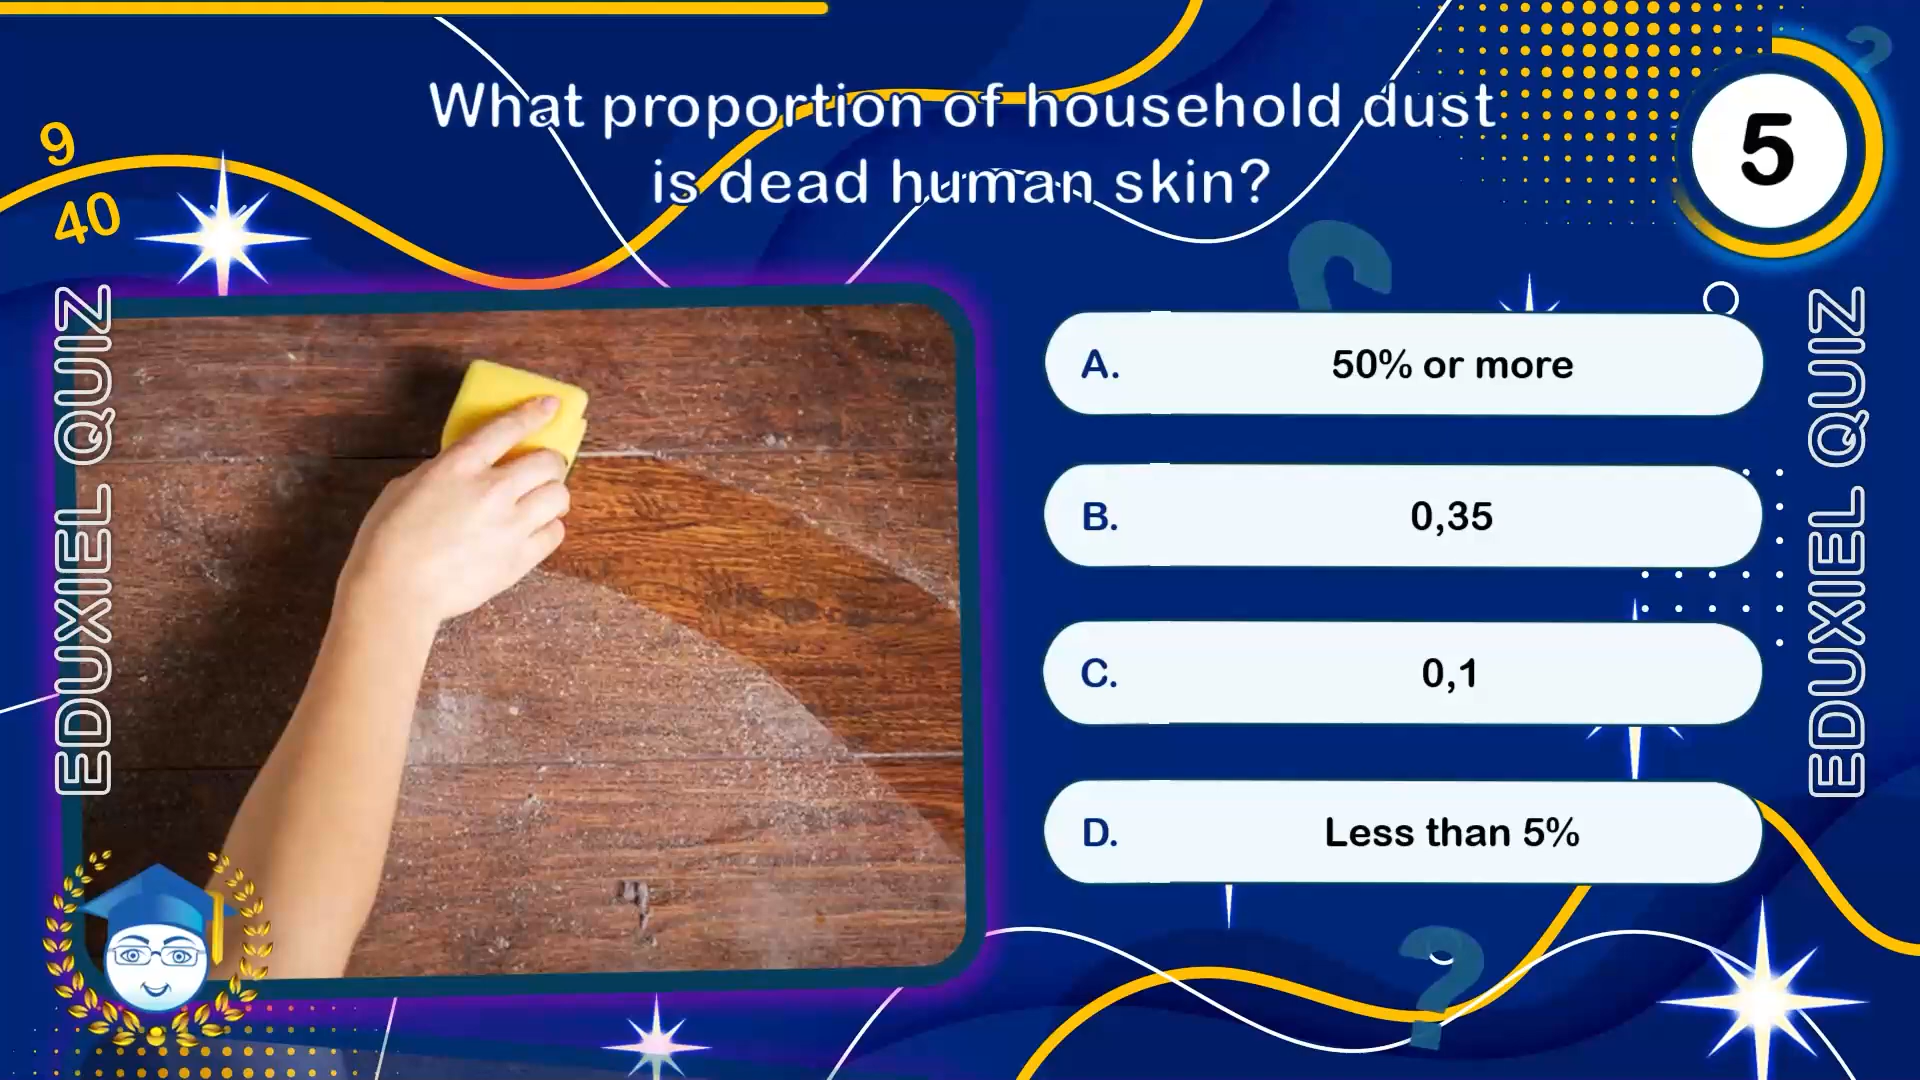 What proportion of household dust
is dead human skin?
9
40
5
EDUXIEL QUIZ
A. 50% or more
B. 0,35
C. 0,1
D. Less than 5%
EDUXIEL QUIZ